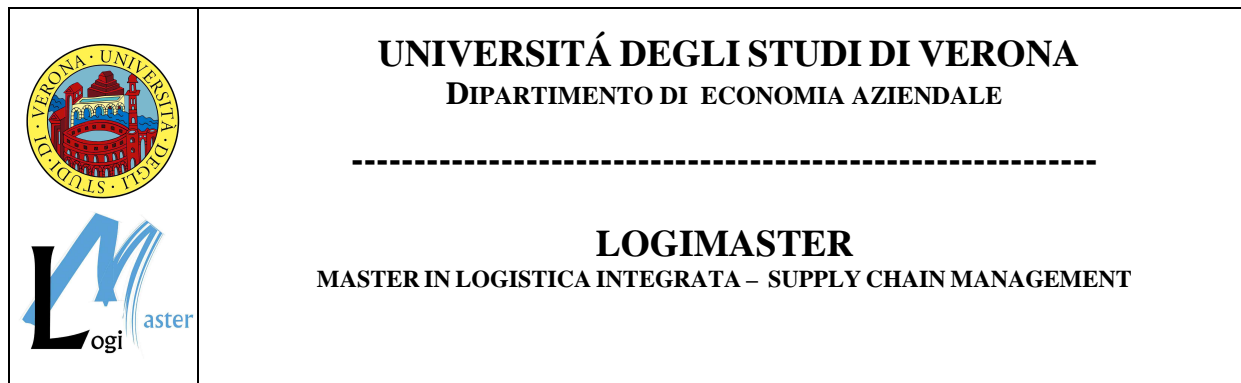 UNIVERSITÁ DEGLI STUDI DI VERONA
DIPARTIMENTO DI ECONOMIA AZIENDALE
------------------------------------------------------------
LOGIMASTER
MASTER IN LOGISTICA INTEGRATA – SUPPLY CHAIN MANAGEMENT
UNIVERSITÀ DEGLI STUDI DI VERONA
LogiMaster